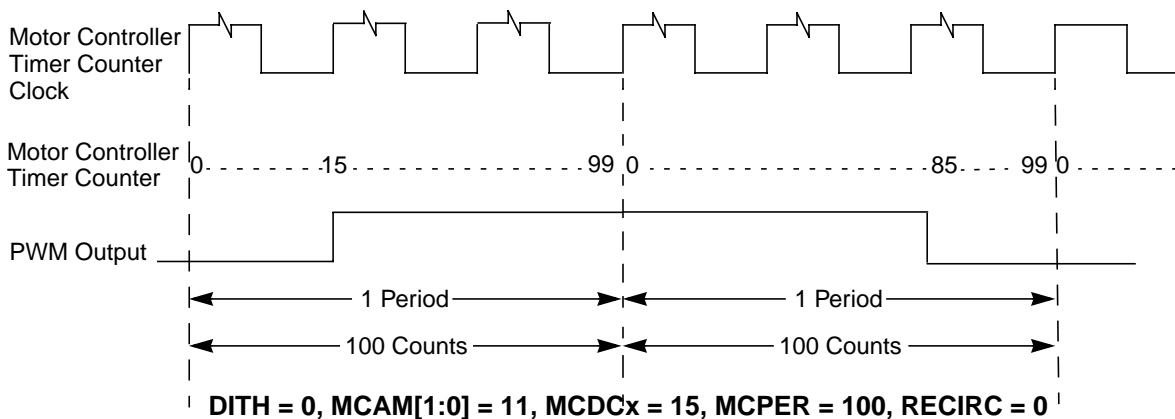 Motor Controller
Timer Counter
Clock
Motor Controller
Timer Counter
0 15 99 0 85 99 0
PWM Output
1 Period 1 Period
100 Counts 100 Counts
DITH = 0, MCAM[1:0] = 11, MCDCx = 15, MCPER = 100, RECIRC = 0